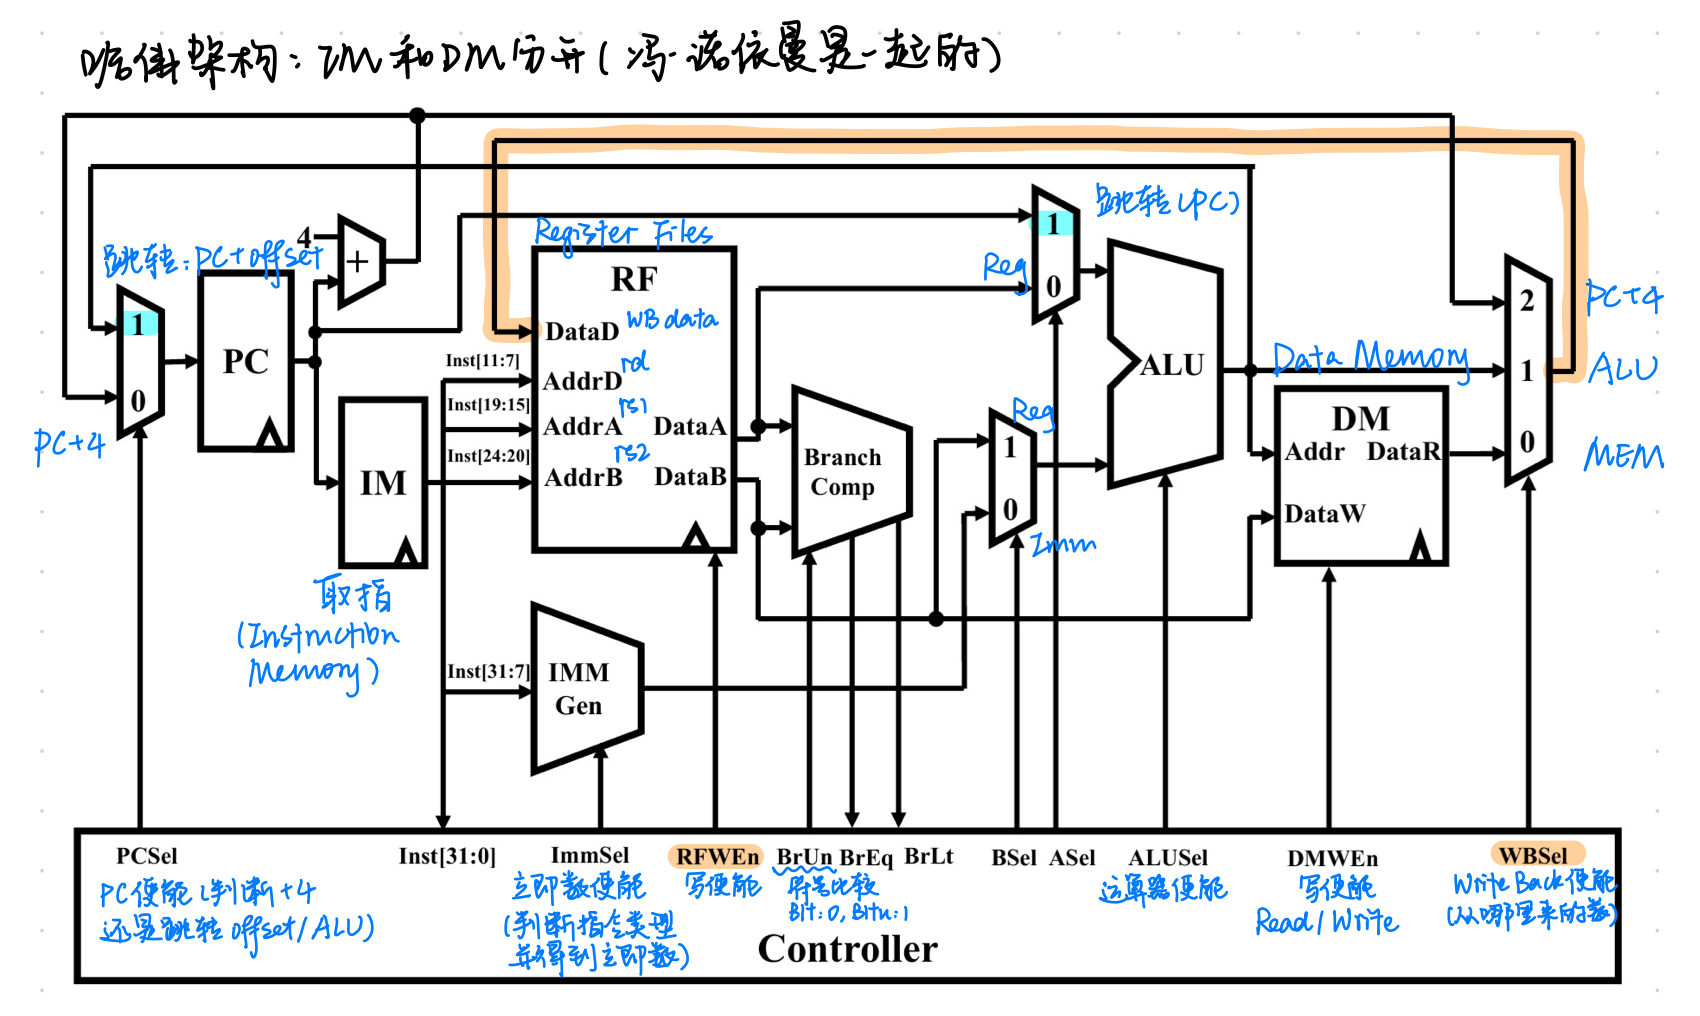 哈佛架构：IM和DM分开（冯·诺依曼是一起的）
4
跳转：PC+offset
Register Files
跳转（PC）
1
0
PC+4
PC
+
IM
取指
(Instruction
Memory)
Inst[11:7]
Inst[19:15]
Inst[24:20]
Inst[31:7]
RF
DataD
WB data
rd
AddrD
rs1
AddrA
DataA
rs2
AddrB
DataB
IMM
Gen
Branch
Comp
Reg
1
0
Reg
1
0
Imm
ALU
Data Memory
DM
Addr
DataR
DataW
2
1
0
PC+4
ALU
MEM
PCSel
Inst[31:0]
ImmSel
RFWEn
BrUn
BrEq
BrLt
BSel
ASel
ALUSel
DMWEn
WBSel
PC使能（判断+4
还是跳转offset/ALU）
立即数使能
（判断指令类型
并得到立即数）
写使能
符号比较
Blt:0, Bltu:1
运算器使能
写使能
Read/Write
Write Back使能
（从哪里来的数）
Controller